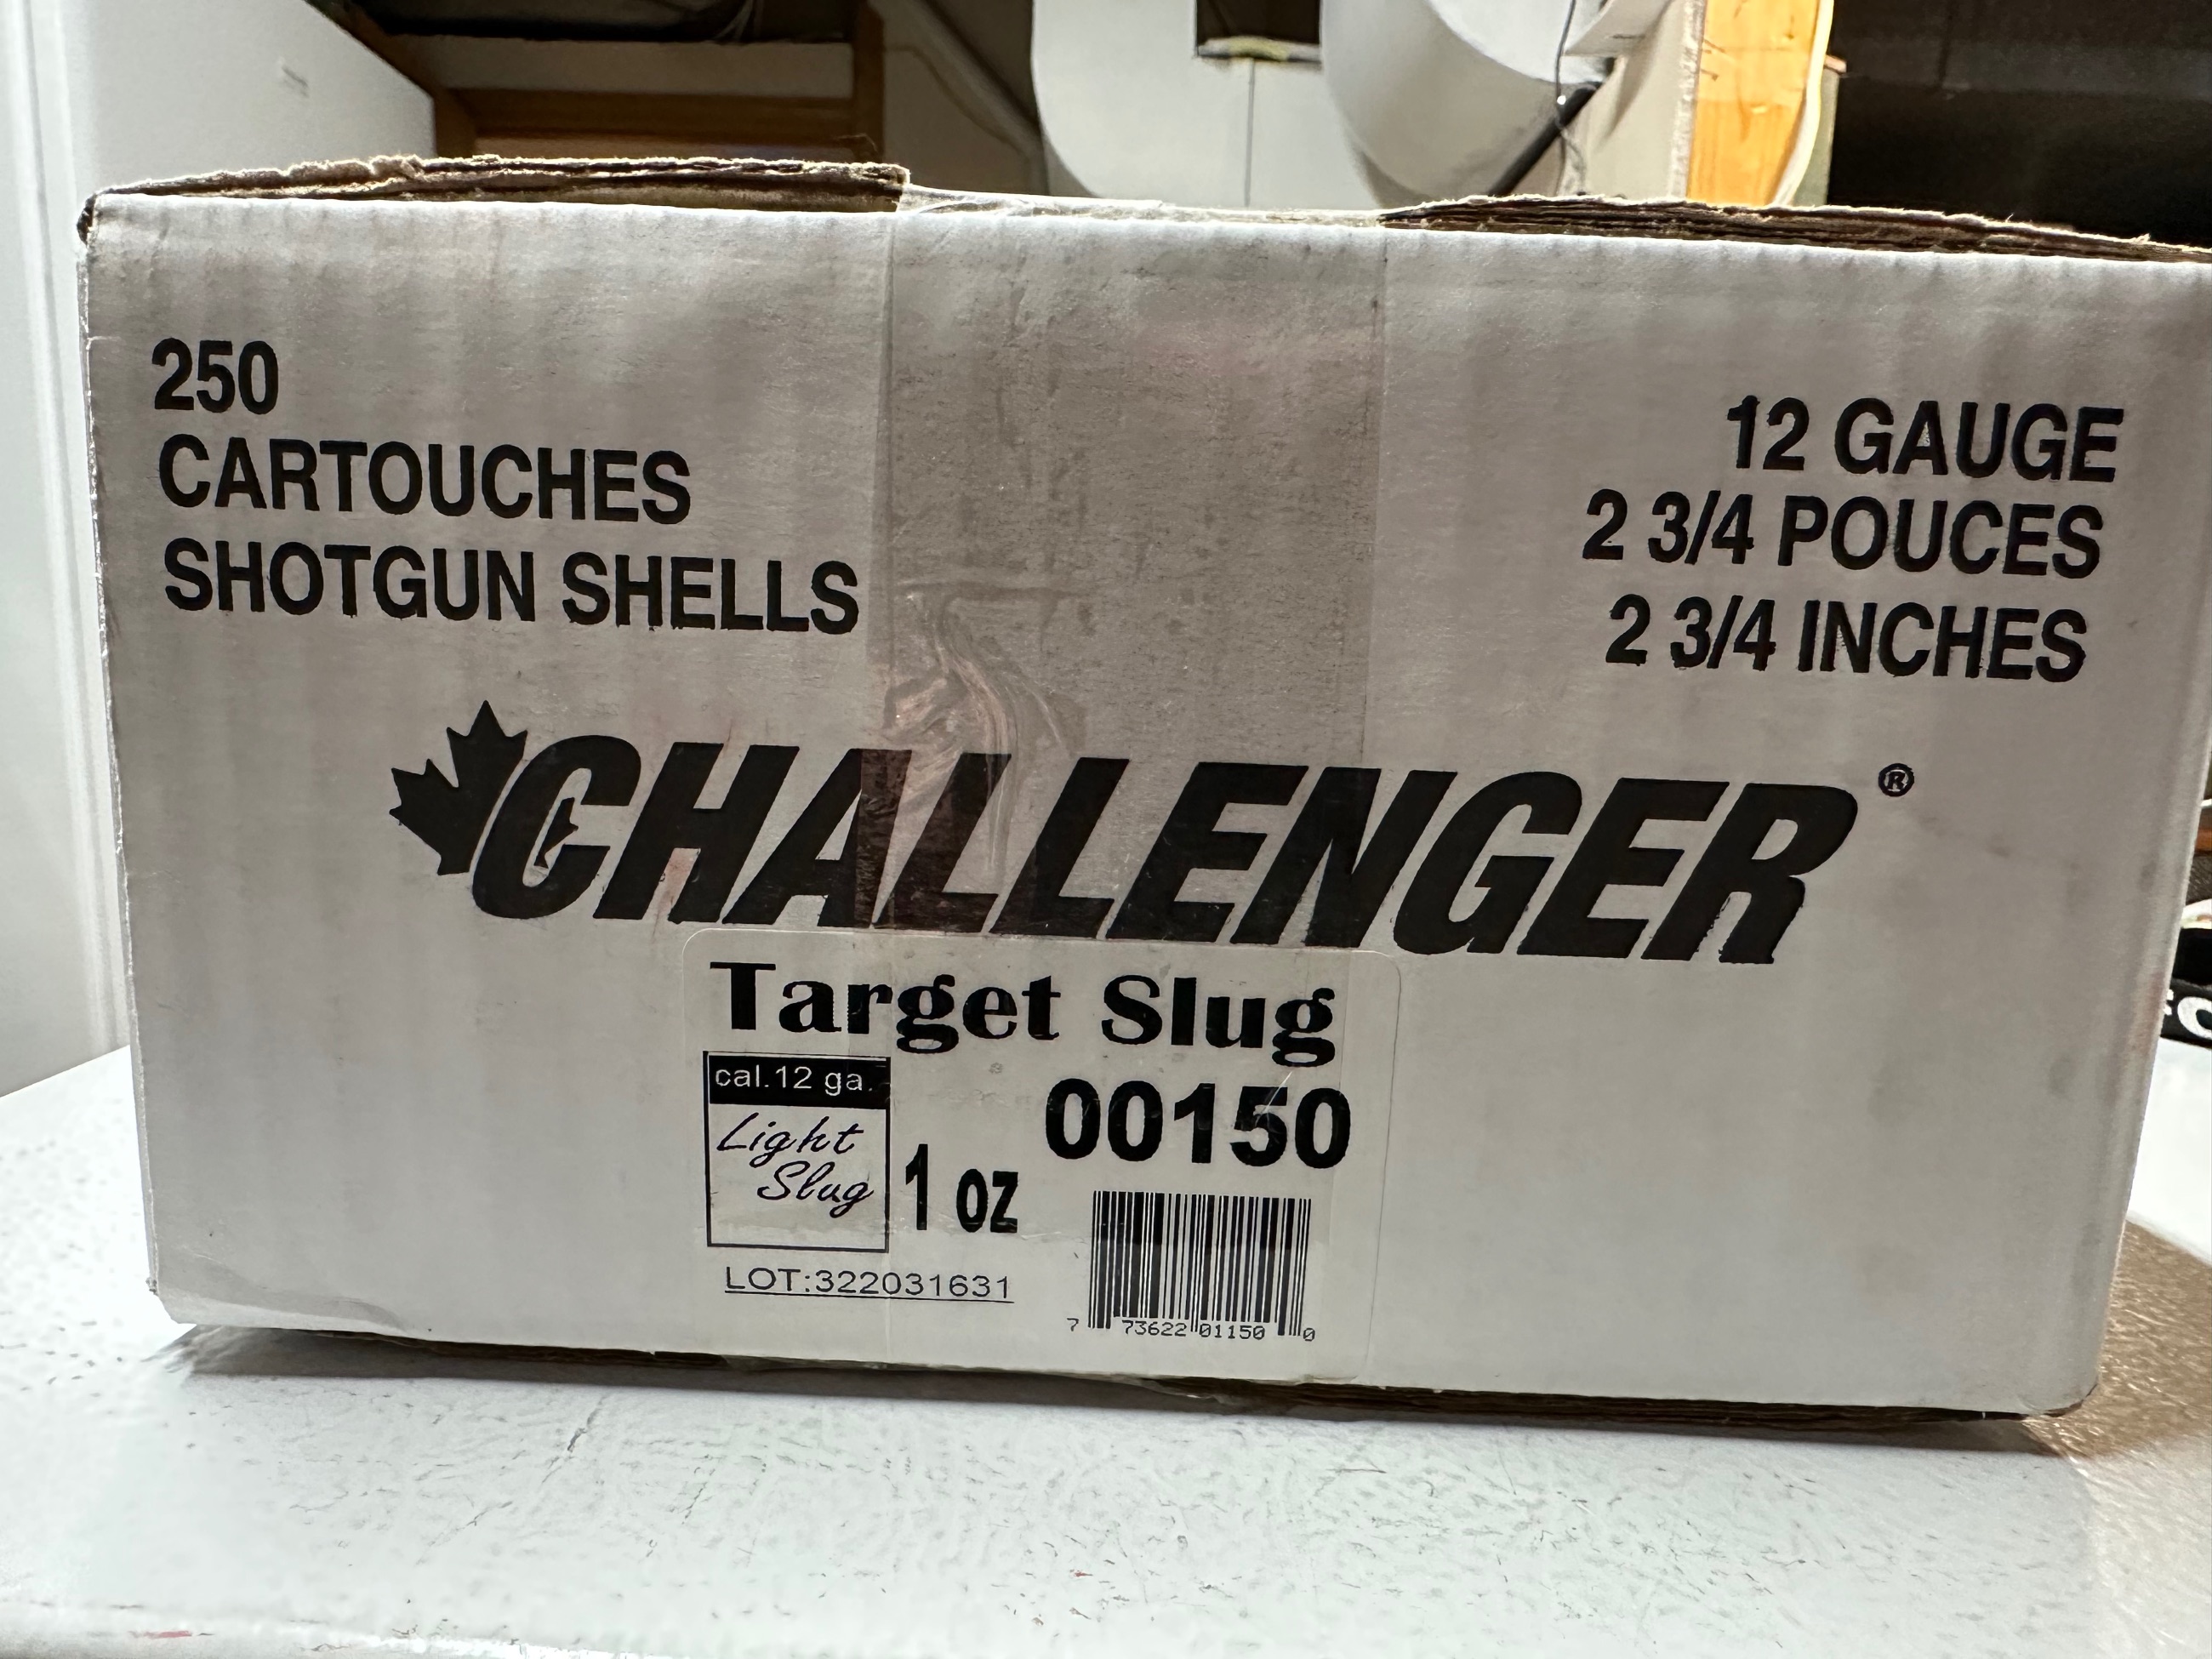 250
CARTOUCHES
SHOTGUN SHELLS
12 GAUGE
2 3/4 POUCES
2 3/4 INCHES
CHALLENGER®
Target Slug
cal.12 ga.
Light
Slug
1 oz
00150
LOT:322031631
7 73622 01150 0